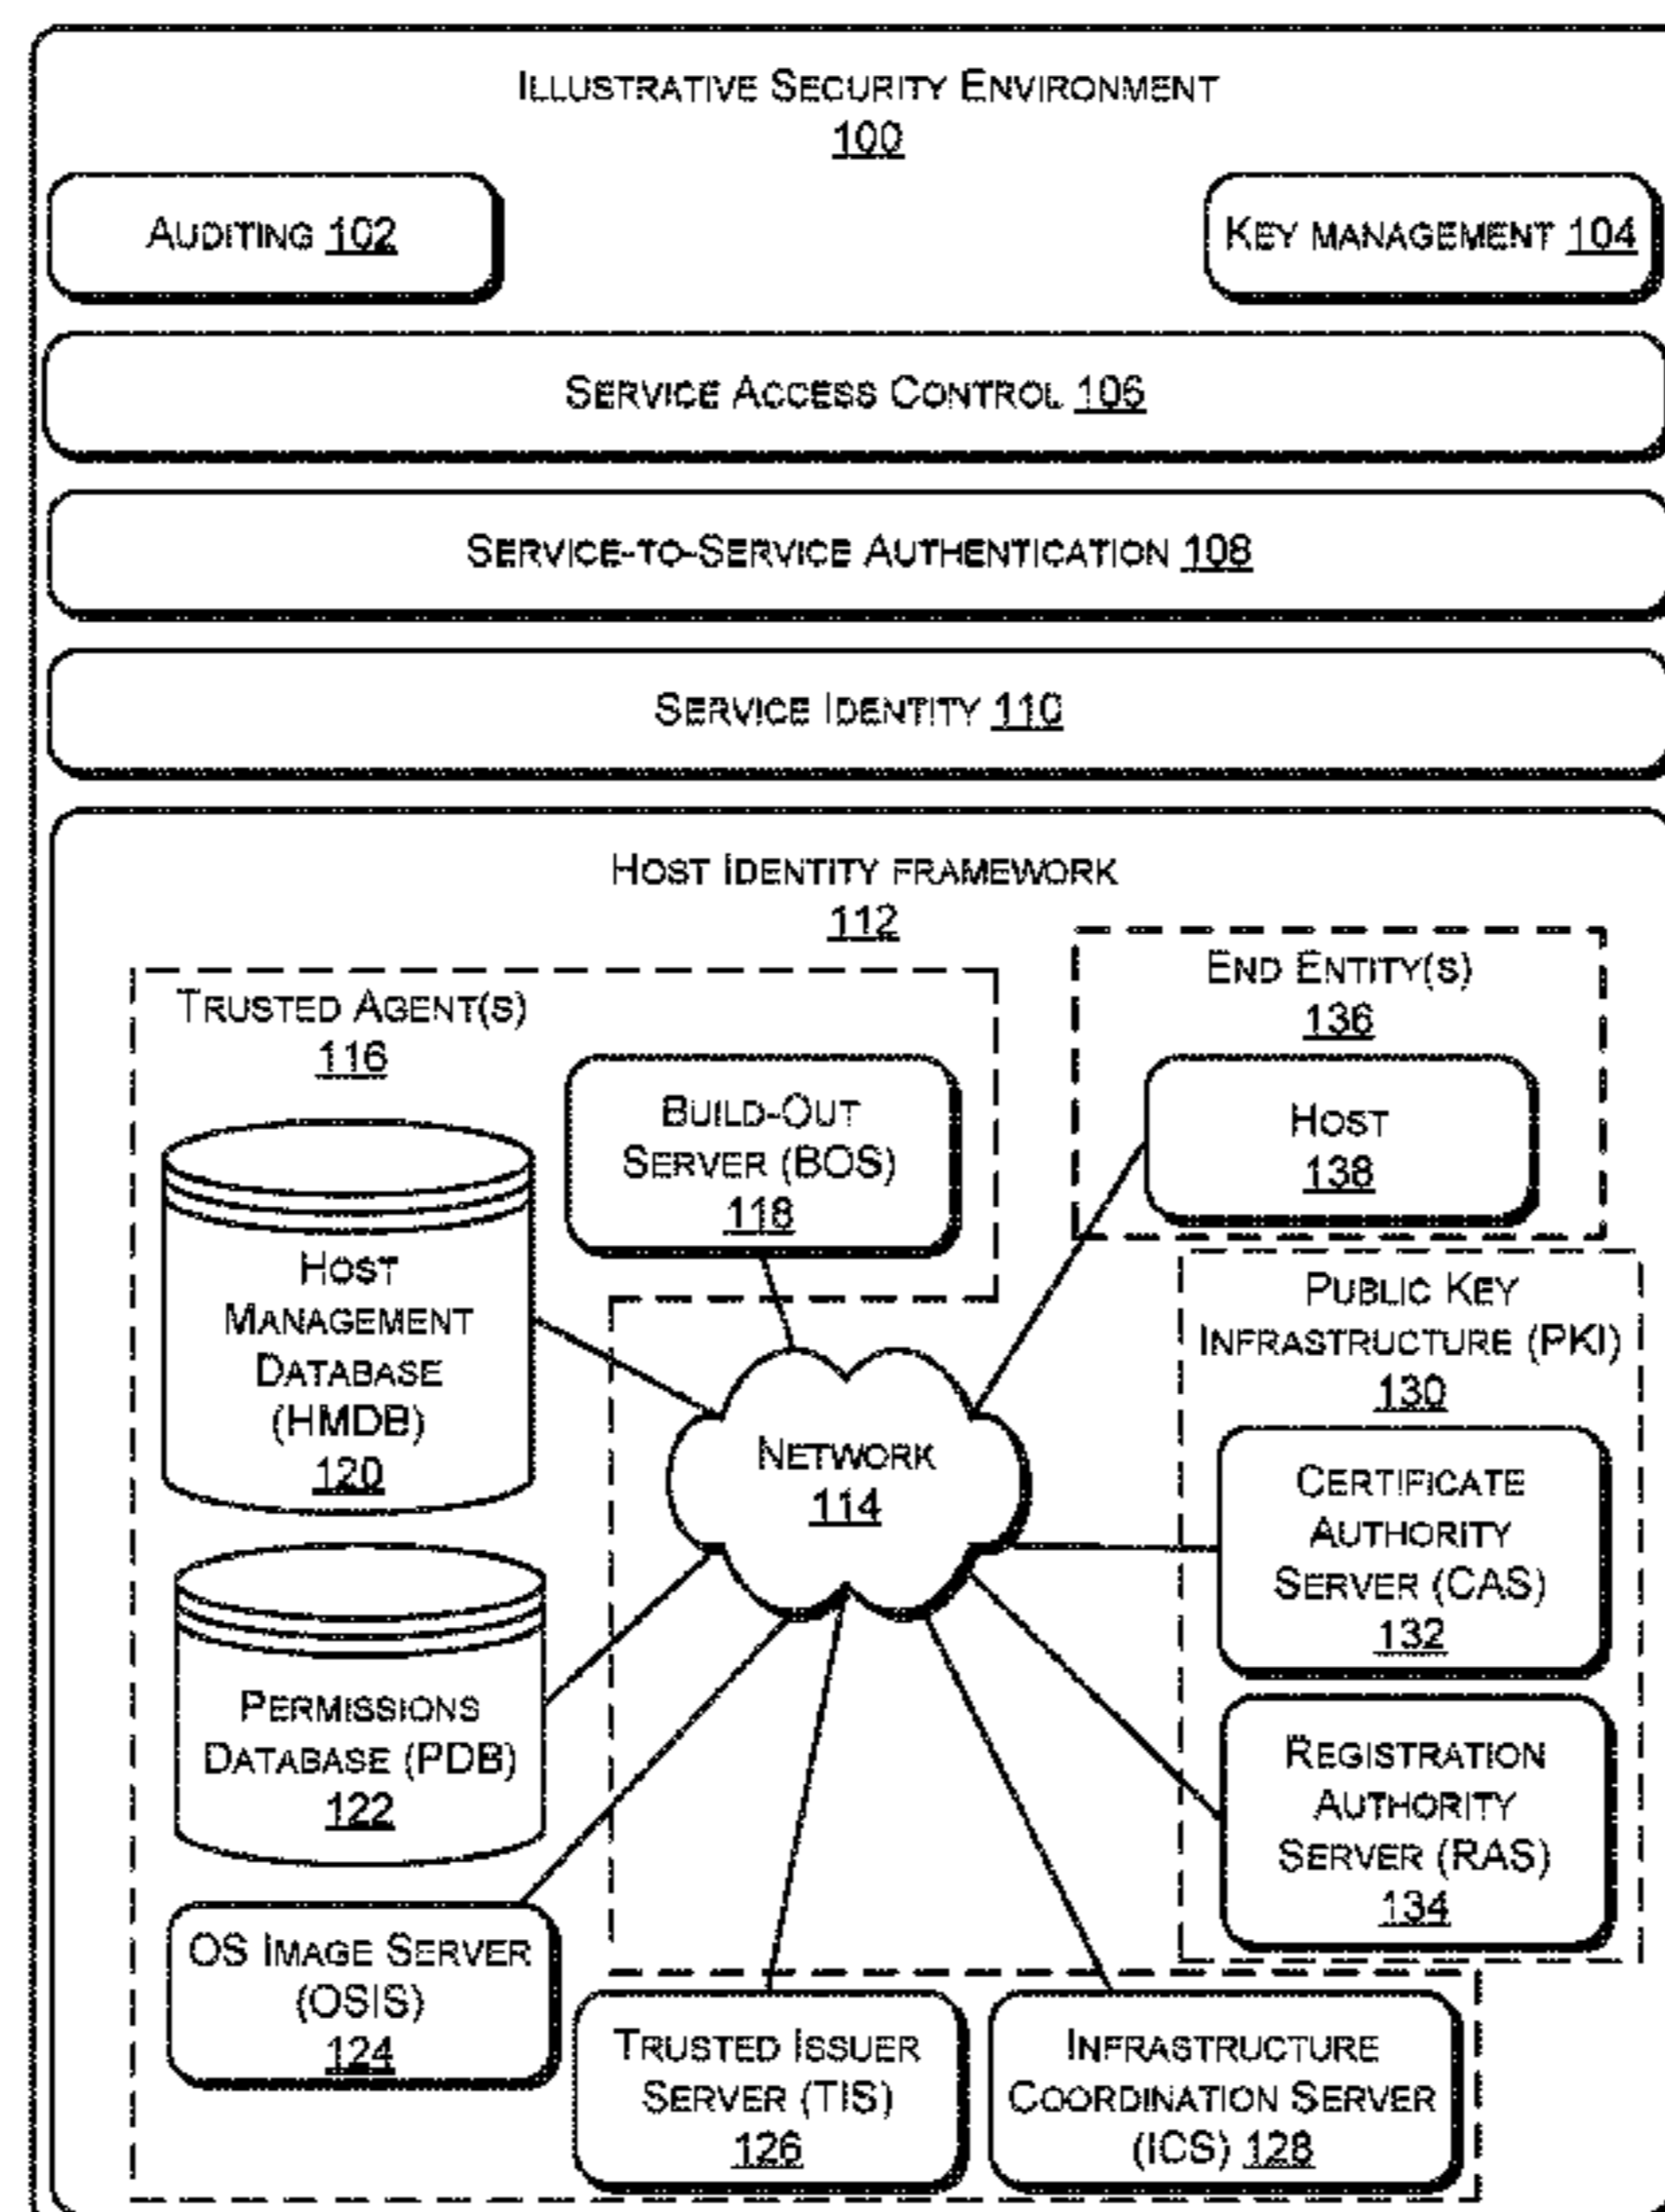 ILLUSTRATIVE SECURITY ENVIRONMENT
100
AUDITING 102
KEY MANAGEMENT 104
SERVICE ACCESS CONTROL 106
SERVICE-TO-SERVICE AUTHENTICATION 108
SERVICE IDENTITY 110
HOST IDENTITY FRAMEWORK
112
TRUSTED AGENT(S)
116
BUILD-OUT
SERVER (BOS)
118
END ENTITY(S)
136
HOST
138
HOST
MANAGEMENT
DATABASE
(HMDB)
120
PUBLIC KEY
INFRASTRUCTURE (PKI)
130
NETWORK
114
CERTIFICATE
AUTHORITY
SERVER (CAS)
132
PERMISSIONS
DATABASE (PDB)
122
REGISTRATION
AUTHORITY
SERVER (RAS)
134
OS IMAGE SERVER
(OSIS)
124
TRUSTED ISSUER
SERVER (TIS)
126
INFRASTRUCTURE
COORDINATION SERVER
(ICS) 128